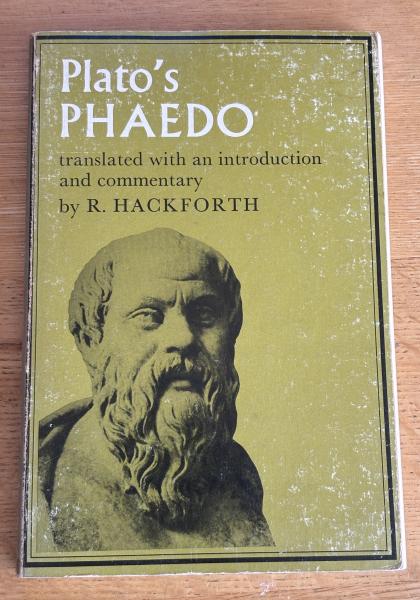 Plato's
PHAEDO
translated with an introduction
and commentary
by R. HACKFORTH